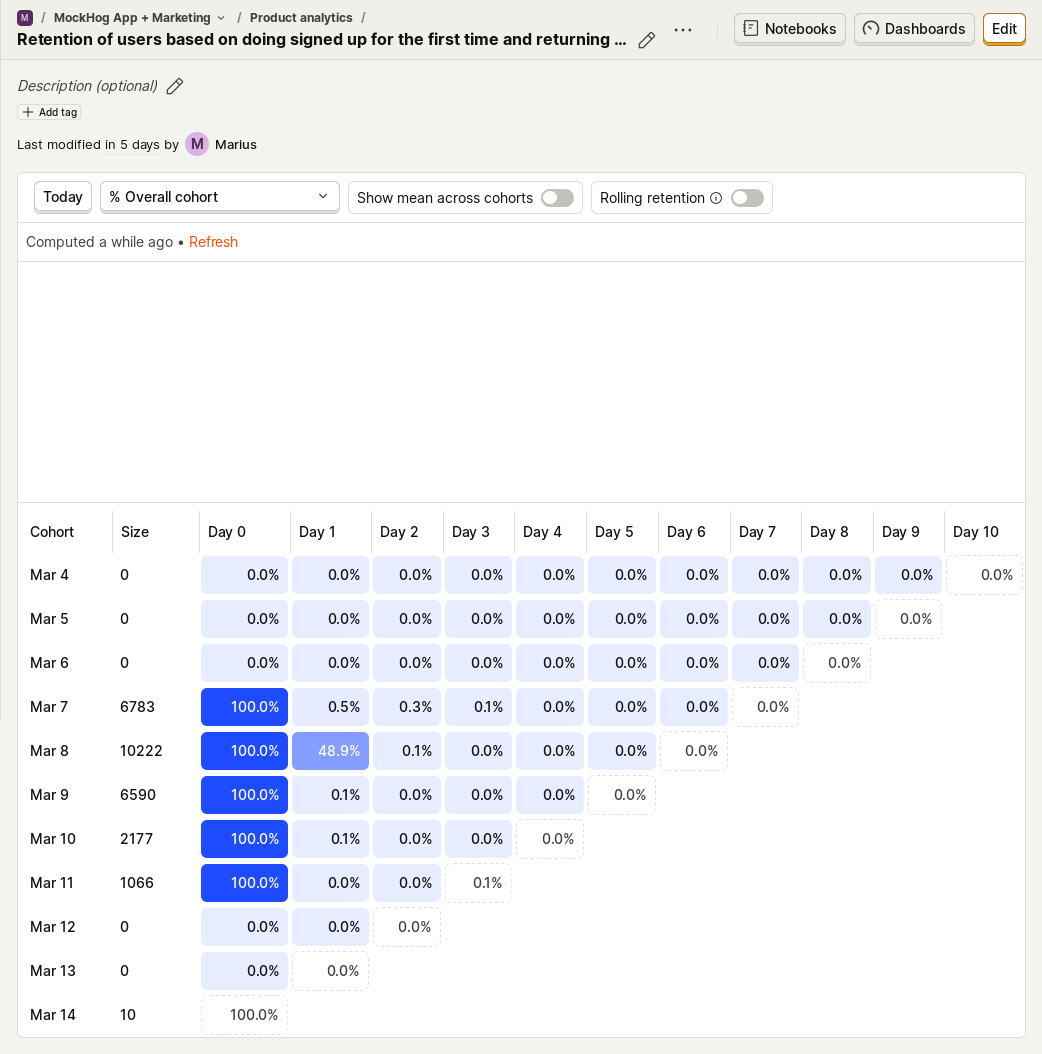 M / MockHog App + Marketing / Product analytics /
Retention of users based on doing signed up for the first time and returning ...
Notebooks Dashboards Edit
Description (optional)
Add tag
Last modified in 5 days by M Marius
Today % Overall cohort Show mean across cohorts Rolling retention
Computed a while ago • Refresh
Cohort Size Day 0 Day 1 Day 2 Day 3 Day 4 Day 5 Day 6 Day 7 Day 8 Day 9 Day 10
Mar 4 0 0.0% 0.0% 0.0% 0.0% 0.0% 0.0% 0.0% 0.0% 0.0% 0.0% 0.0%
Mar 5 0 0.0% 0.0% 0.0% 0.0% 0.0% 0.0% 0.0% 0.0% 0.0% 0.0%
Mar 6 0 0.0% 0.0% 0.0% 0.0% 0.0% 0.0% 0.0% 0.0% 0.0%
Mar 7 6783 100.0% 0.5% 0.3% 0.1% 0.0% 0.0% 0.0% 0.0%
Mar 8 10222 100.0% 48.9% 0.1% 0.0% 0.0% 0.0% 0.0%
Mar 9 6590 100.0% 0.1% 0.0% 0.0% 0.0% 0.0%
Mar 10 2177 100.0% 0.1% 0.0% 0.0% 0.0%
Mar 11 1066 100.0% 0.0% 0.0% 0.1%
Mar 12 0 0.0% 0.0% 0.0%
Mar 13 0 0.0% 0.0%
Mar 14 10 100.0%